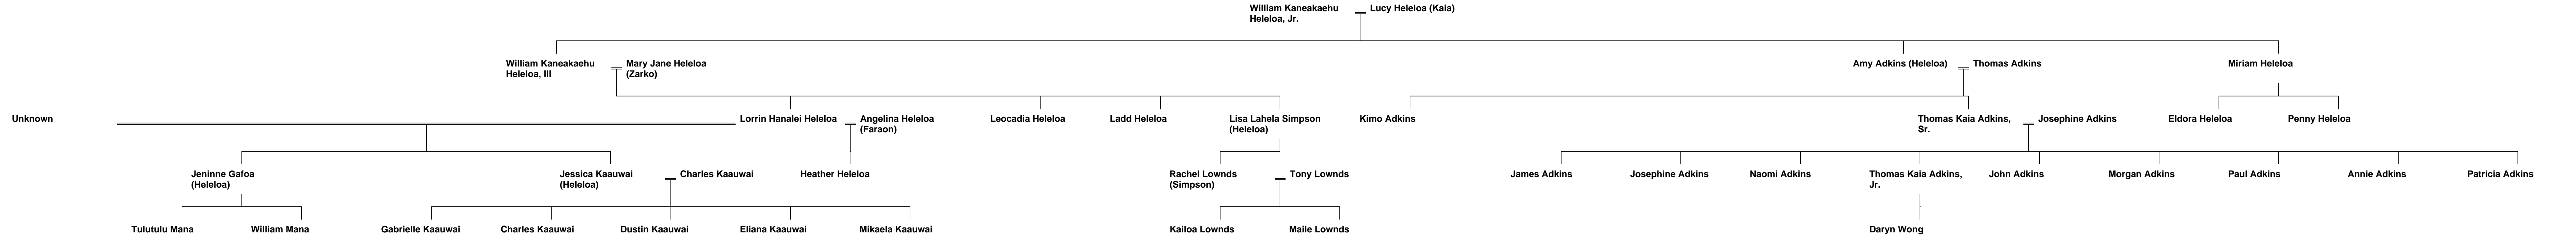 William Kaneakaehu
Heleloa, Jr.
Lucy Heleloa (Kaia)
William Kaneakaehu
Heleloa, III
Mary Jane Heleloa
(Zarko)
Amy Adkins (Heleloa)
Thomas Adkins
Miriam Heleloa
Unknown
Lorrin Hanalei Heleloa
Angelina Heleloa
(Faraon)
Leocadia Heleloa
Ladd Heleloa
Lisa Lahela Simpson
(Heleloa)
Kimo Adkins
Thomas Kaia Adkins,
Sr.
Josephine Adkins
Eldora Heleloa
Penny Heleloa
Jeninne Gafoa
(Heleloa)
Jessica Kaauwai
(Heleloa)
Charles Kaauwai
Heather Heleloa
Rachel Lownds
(Simpson)
Tony Lownds
James Adkins
Josephine Adkins
Naomi Adkins
Thomas Kaia Adkins,
Jr.
John Adkins
Morgan Adkins
Paul Adkins
Annie Adkins
Patricia Adkins
Tulutulu Mana
William Mana
Gabrielle Kaauwai
Charles Kaauwai
Dustin Kaauwai
Eliana Kaauwai
Mikaela Kaauwai
Kailoa Lownds
Maile Lownds
Daryn Wong